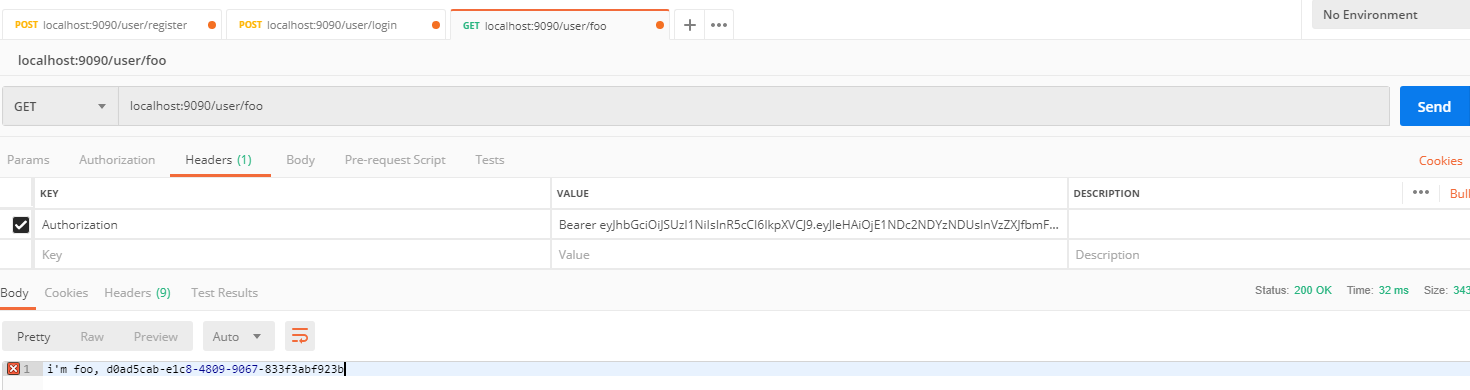 POST localhost:9090/user/register POST localhost:9090/user/login GET localhost:9090/user/foo + ••• No Environment
localhost:9090/user/foo
GET localhost:9090/user/foo Send
Params Authorization Headers (1) Body Pre-request Script Tests Cookies
KEY VALUE DESCRIPTION ••• Bul
Authorization Bearer eyJhbGciOiJSUzI1NiIsInR5cCI6IkpXVCJ9.eyJleHAiOjE1NDc2NDYzNDUsInVzZXJfbmF...
Key Value Description
Body Cookies Headers (9) Test Results Status: 200 OK Time: 32 ms Size: 343
Pretty Raw Preview Auto
1 i'm foo, d0ad5cab-e1c8-4809-9067-833f3abf923b